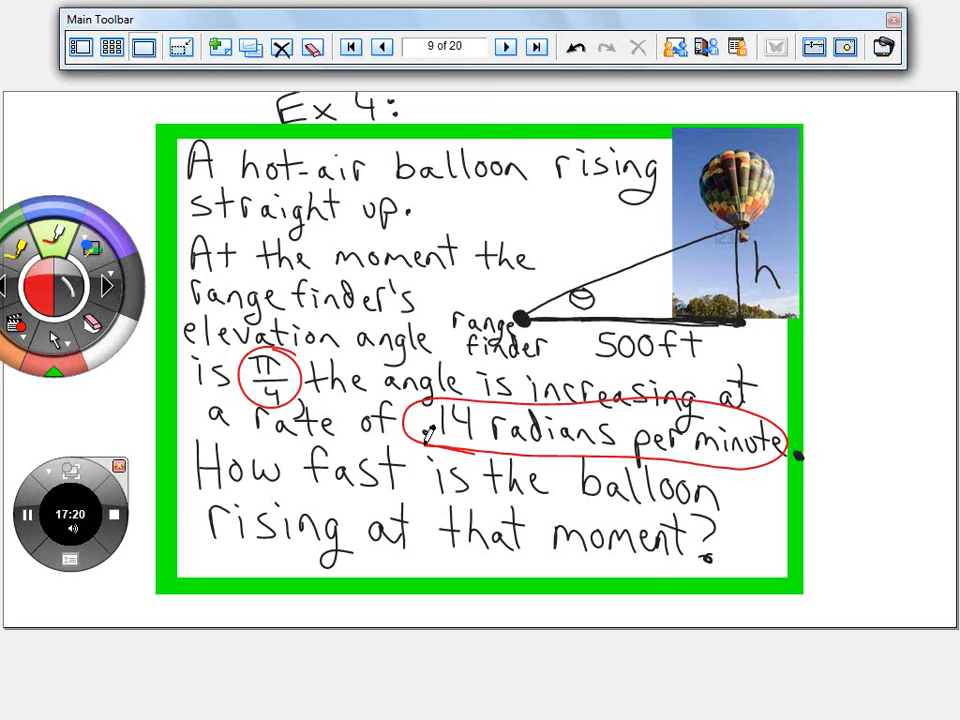 Main Toolbar
9 of 20
Ex 4:
A hot-air balloon rising
straight up.
At the moment the
range finder's
elevation angle
is π/4, the angle is increasing at
a rate of .14 radians per minute.
How fast is the balloon
rising at that moment?
h
θ
range
finder
500ft
17:20